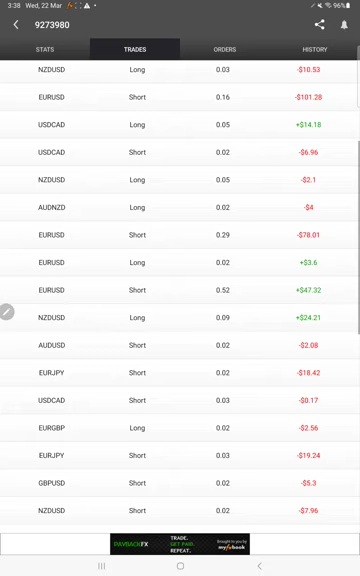 3:38 Wed, 22 Mar 96%
9273980
STATS TRADES ORDERS HISTORY
NZDUSD Long 0.03 -$10.53
EURUSD Short 0.16 -$101.28
USDCAD Long 0.05 +$14.18
USDCAD Short 0.02 -$6.96
NZDUSD Long 0.05 -$2.1
AUDNZD Long 0.02 -$4
EURUSD Short 0.29 -$78.01
EURUSD Long 0.02 +$3.6
EURUSD Short 0.52 +$47.32
NZDUSD Long 0.09 +$24.21
AUDUSD Short 0.02 -$2.08
EURJPY Short 0.02 -$18.42
USDCAD Short 0.03 -$0.17
EURGBP Long 0.02 -$2.56
EURJPY Short 0.03 -$19.24
GBPUSD Short 0.02 -$5.3
NZDUSD Short 0.02 -$7.96
PAYBACKFX
TRADE.
GET PAID.
REPEAT.
Brought to you by
myfxbook